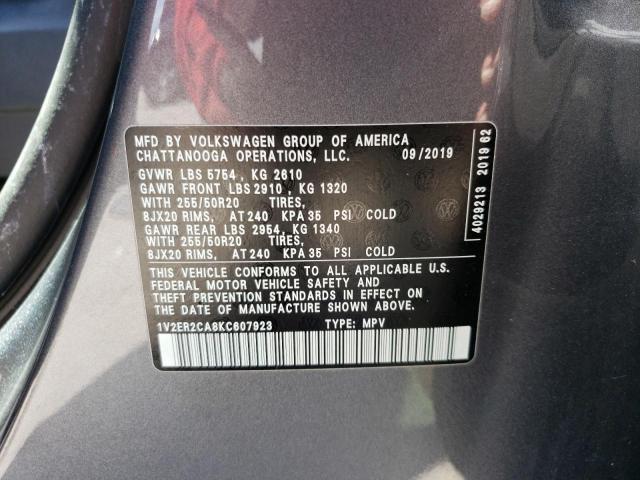 MFD BY VOLKSWAGEN GROUP OF AMERICA
CHATTANOOGA OPERATIONS, LLC. 09/2019
GVWR LBS 5754 , KG 2610
GAWR FRONT LBS 2910 , KG 1320
WITH 255/50R20 TIRES,
8JX20 RIMS, AT 240 KPA 35 PSI COLD
GAWR REAR LBS 2954, KG 1340
WITH 255/50R20 TIRES,
8JX20 RIMS, AT 240 KPA 35 PSI COLD
THIS VEHICLE CONFORMS TO ALL APPLICABLE U.S.
FEDERAL MOTOR VEHICLE SAFETY AND
THEFT PREVENTION STANDARDS IN EFFECT ON
THE DATE OF MANUFACTURE SHOWN ABOVE.
1V2ER2CA8KC607923 TYPE: MPV
4029213 2019 62